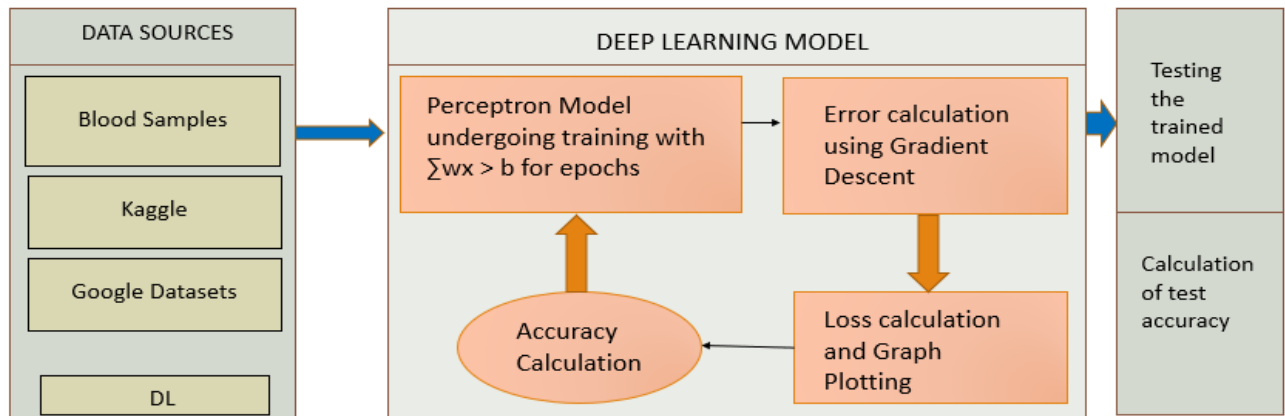 DATA SOURCES
Blood Samples
Kaggle
Google Datasets
DL
DEEP LEARNING MODEL
Perceptron Model
undergoing training with
∑wx > b for epochs
Error calculation
using Gradient
Descent
Loss calculation
and Graph
Plotting
Accuracy
Calculation
Testing
the
trained
model
Calculation
of test
accuracy